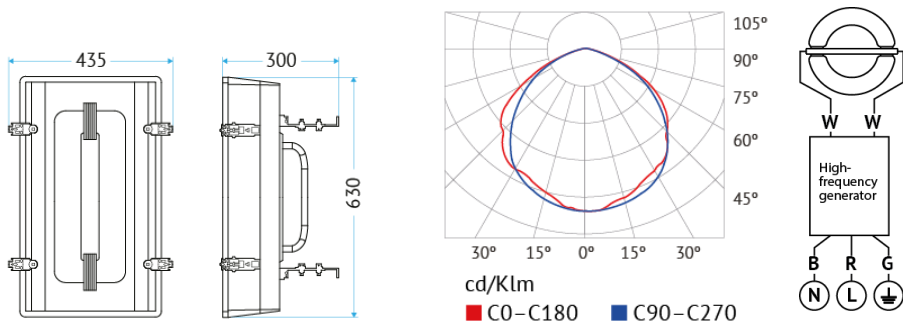 435
300
630
105º
90º
75º
60º
45º
30º 15º 0º 15º 30º
cd/Klm
C0–C180 C90–C270
W W
High-
frequency
generator
B R G
N L